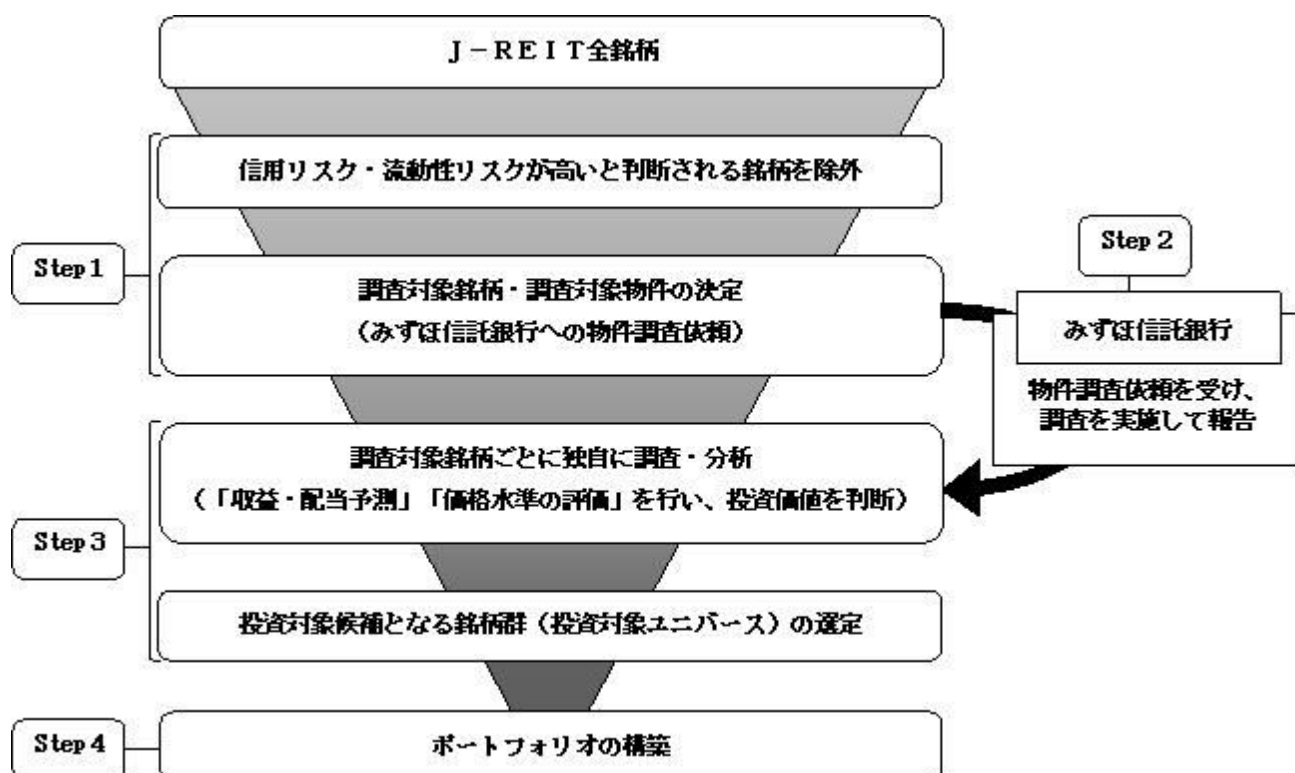 J-REIT全銘柄
信用リスク・流動性リスクが高いと判断される銘柄を除外
Step1
調査対象銘柄・調査対象物件の決定
(みずほ信託銀行への物件調査依頼)
Step2
みずほ信託銀行
物件調査依頼を受け、
調査を実施して報告
Step3
調査対象銘柄ごとに独自に調査・分析
(「収益・配当予測」「価格水準の評価」を行い、投資価値を判断)
投資対象候補となる銘柄群(投資対象ユニバース)の選定
Step4
ポートフォリオの構築